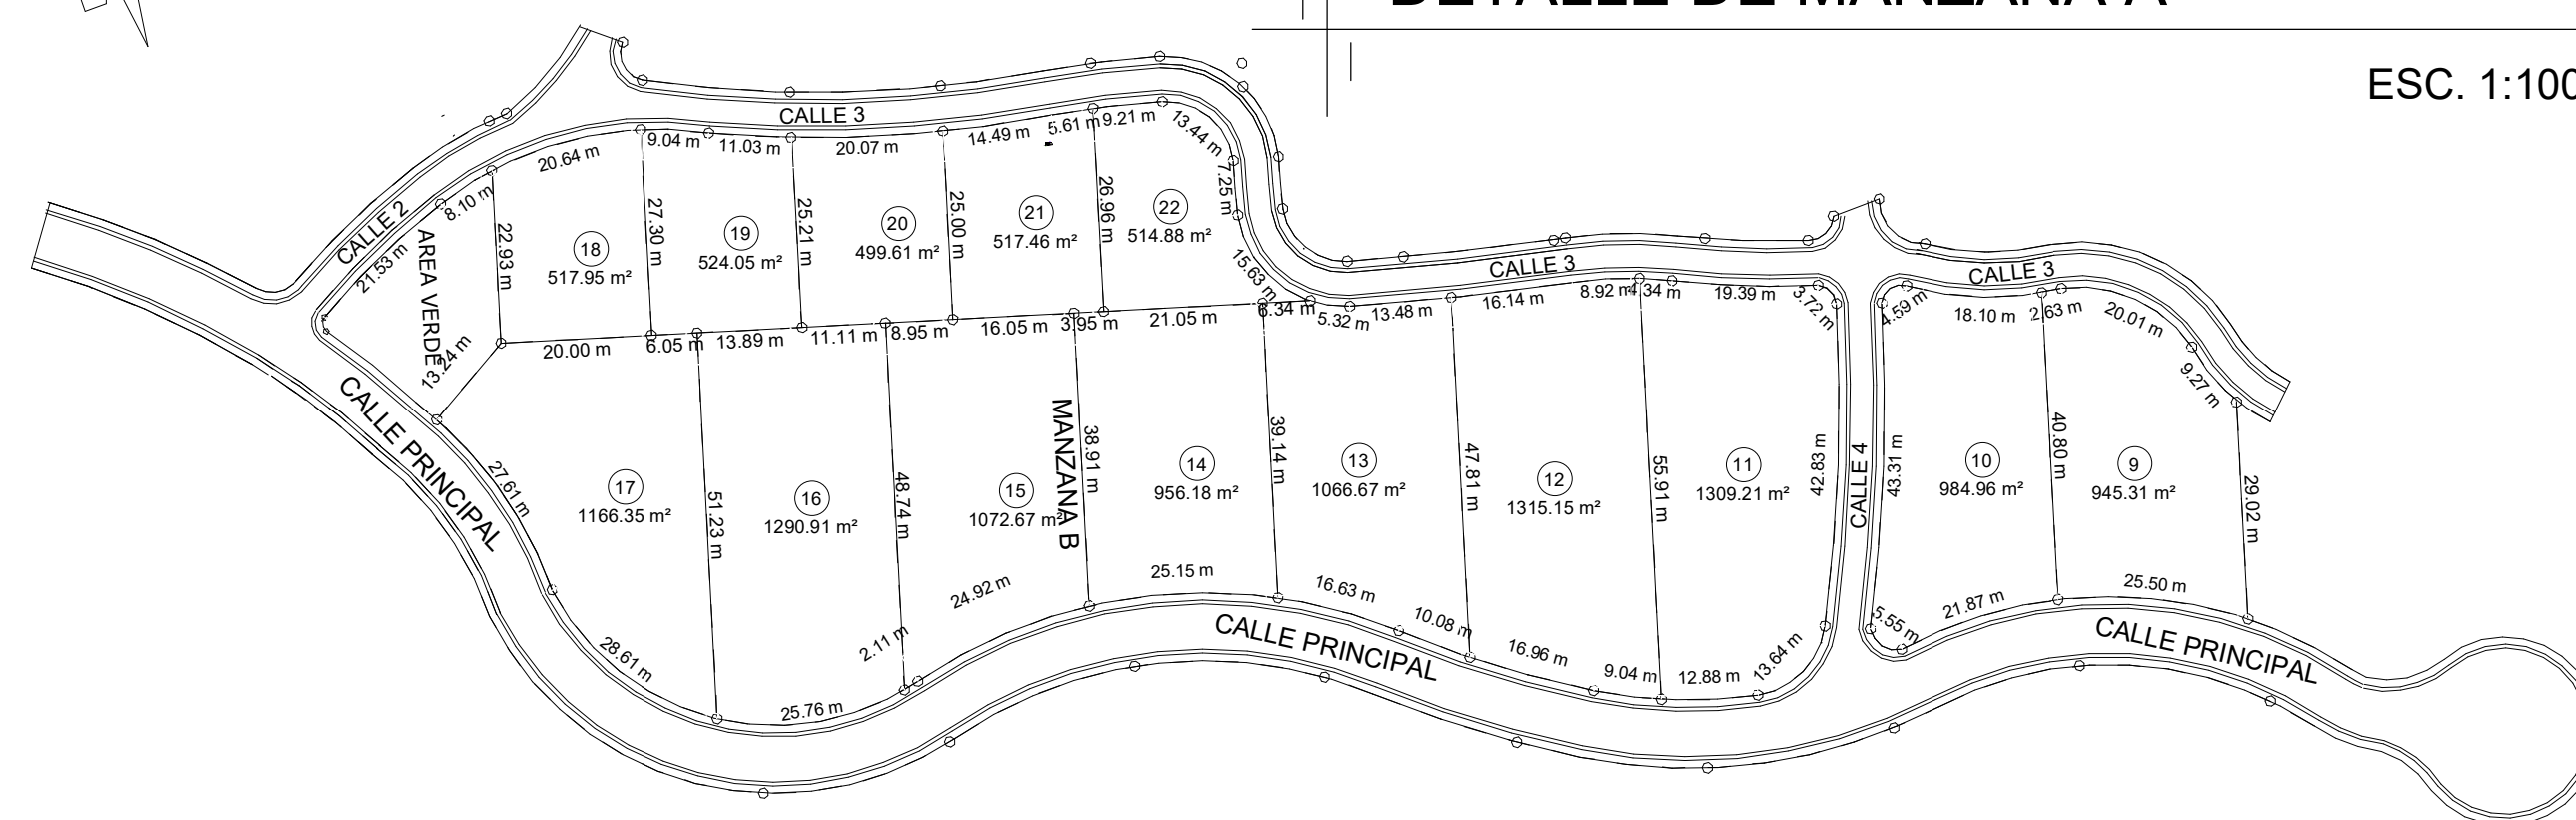 DETALLE DE MANZANA A
ESC. 1:100
CALLE 3
9.04 m
11.03 m
20.07 m
14.49 m
5.61 m
9.21 m
13.44 m
20.64 m
8.10 m
CALLE 2
21.53 m
AREA VERDE
13.24 m
22.93 m
18
517.95 m²
27.30 m
19
524.05 m²
25.21 m
20
499.61 m²
25.00 m
21
517.46 m²
26.96 m
22
514.88 m²
7.25 m
15.63 m
CALLE 3
CALLE 3
20.00 m
6.05 m
13.89 m
11.11 m
8.95 m
16.05 m
3.95 m
21.05 m
6.34 m
5.32 m
13.48 m
16.14 m
8.92 m
4.34 m
19.39 m
3.72 m
4.59 m
18.10 m
2.63 m
20.01 m
9.27 m
CALLE PRINCIPAL
27.61 m
17
1166.35 m²
51.23 m
16
1290.91 m²
48.74 m
15
1072.67 m²
MANZANA B
38.91 m
14
956.18 m²
39.14 m
13
1066.67 m²
47.81 m
12
1315.15 m²
55.91 m
11
1309.21 m²
42.83 m
CALLE 4
43.31 m
10
984.96 m²
40.80 m
9
945.31 m²
29.02 m
28.61 m
25.76 m
2.11 m
24.92 m
25.15 m
16.63 m
10.08 m
16.96 m
9.04 m
12.88 m
13.64 m
5.55 m
21.87 m
25.50 m
CALLE PRINCIPAL
CALLE PRINCIPAL